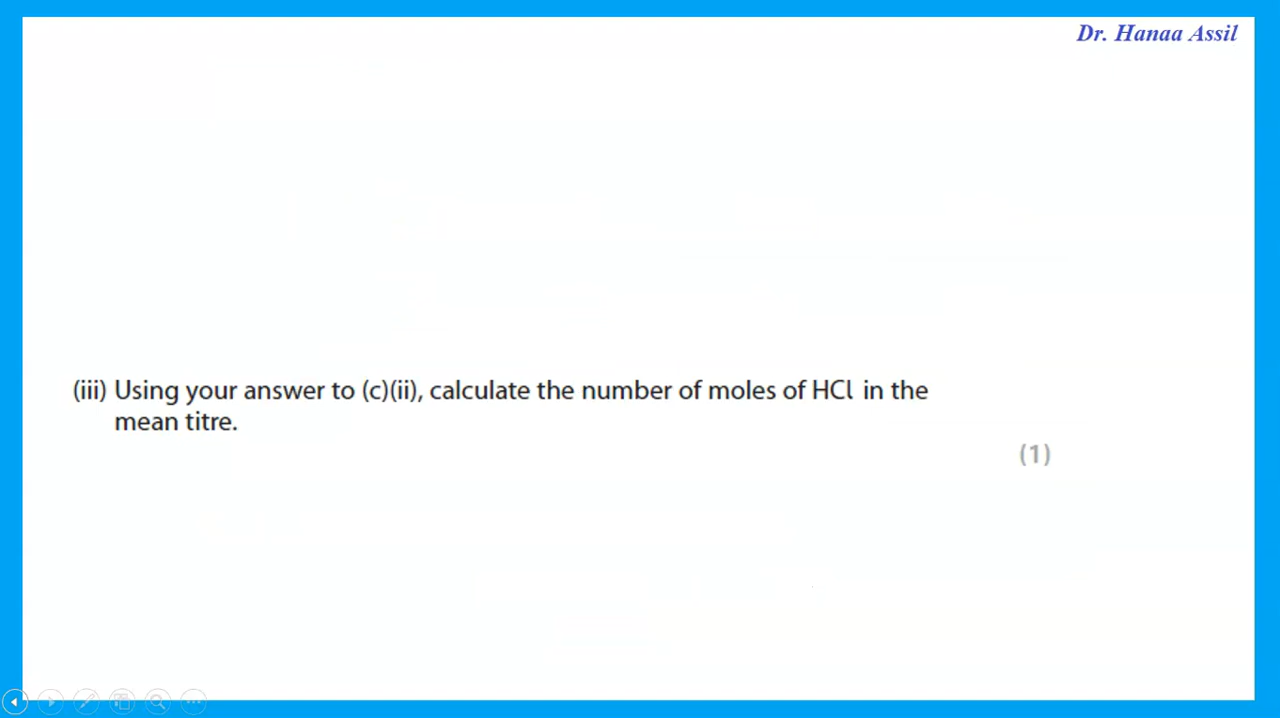 Dr. Hanaa Assil
(iii) Using your answer to (c)(ii), calculate the number of moles of HCl in the
mean titre.
(1)